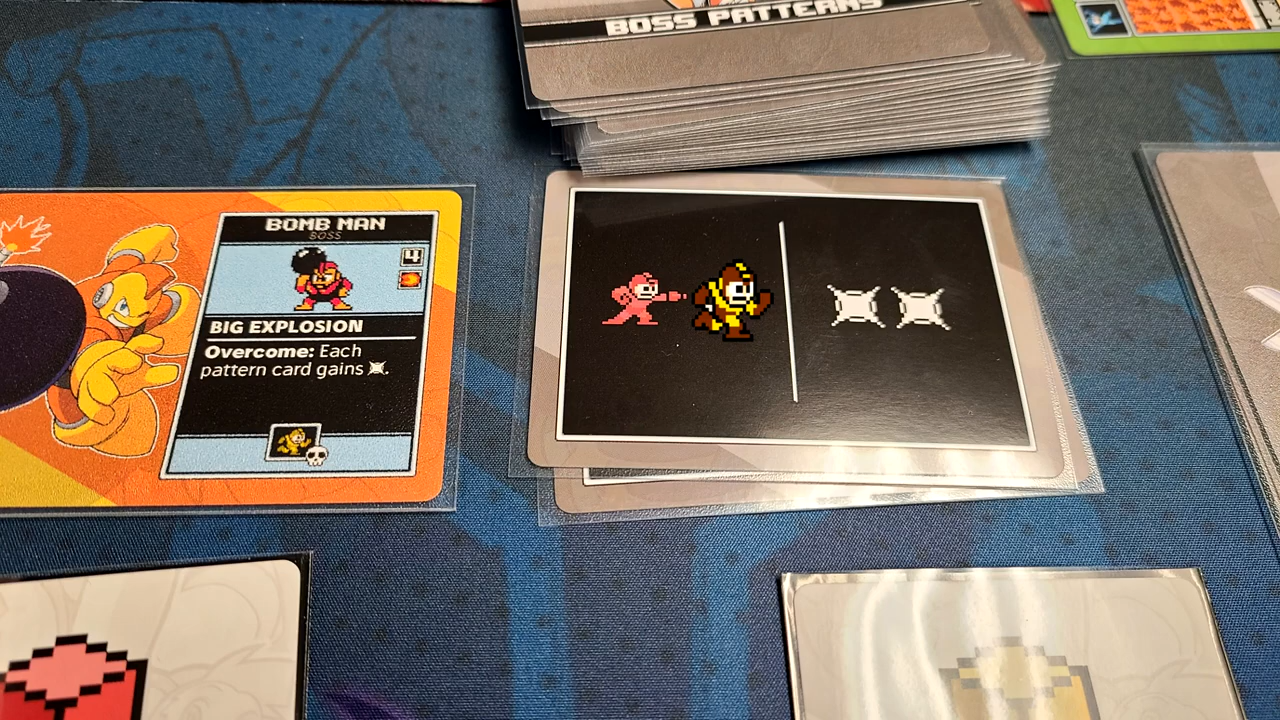 BOSS PATTERNS
BOMB MAN
BOSS
4
BIG EXPLOSION
Overcome: Each
pattern card gains .